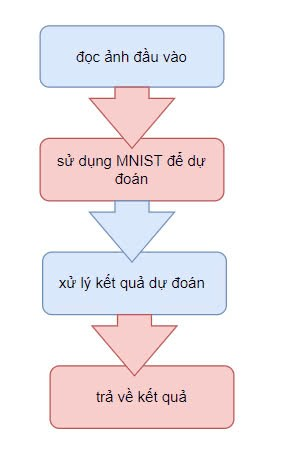 đọc ảnh đầu vào
sử dụng MNIST để dự
đoán
xử lý kết quả dự đoán
trả về kết quả